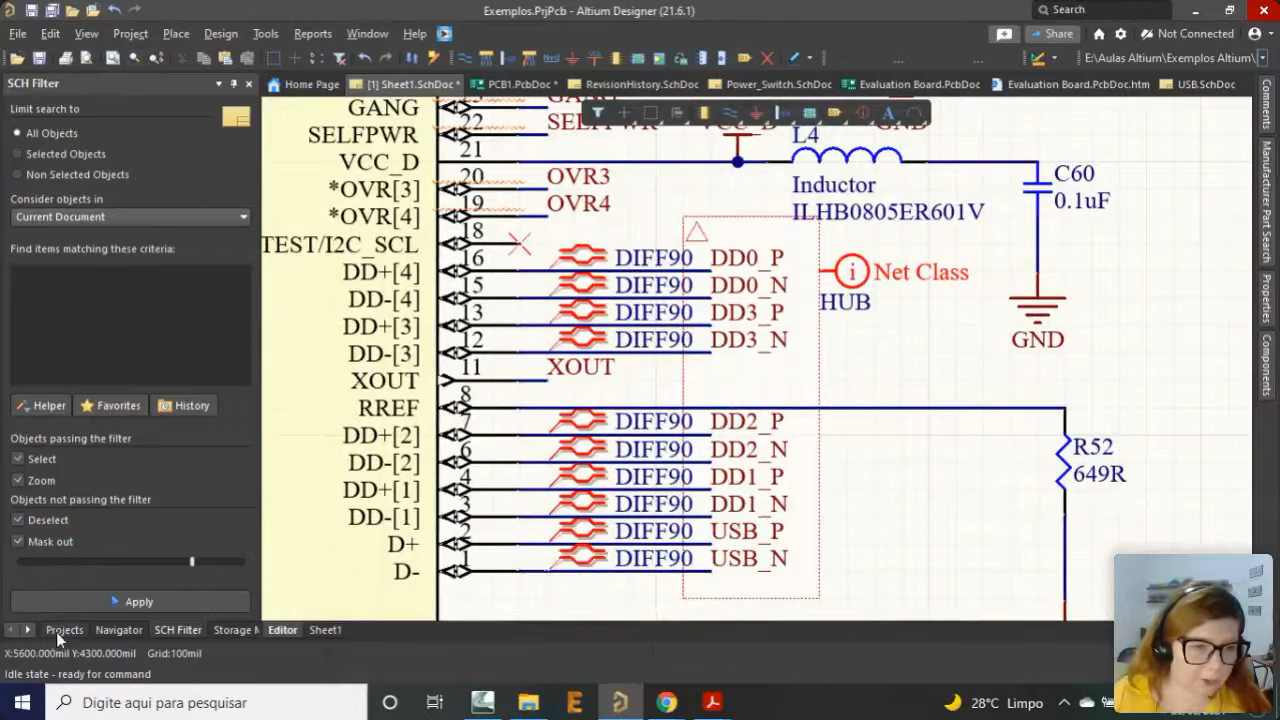 Exemplos.PrjPcb - Altium Designer (21.6.1)
Search
File Edit View Project Place Design Tools Reports Window Help
Share Not Connected
E:\Aulas Altium\Exemplos Altium\
SCH Filter
Home Page [1] Sheet1.SchDoc * PCB1.PcbDoc * RevisionHistory.SchDoc Power_Switch.SchDoc Evaluation Board.PcbDoc Evaluation Board.PcbDoc.htm USB.SchDoc
Limit search to
All Objects
Selected Objects
Non Selected Objects
Consider objects in
Current Document
Find items matching these criteria:
Helper Favorites History
Objects passing the filter
Select
Zoom
Objects not passing the filter
Deselect
Mask out
Apply
GANG
SELFPWR 22
VCC_D 21
*OVR[3] 20 OVR3
*OVR[4] 19 OVR4
TEST/I2C_SCL 18
DD+[4] 16 DIFF90 DD0_P
DD-[4] 15 DIFF90 DD0_N
DD+[3] 13 DIFF90 DD3_P
DD-[3] 12 DIFF90 DD3_N
XOUT 11 XOUT
RREF 8
DD+[2] 7 DIFF90 DD2_P
DD-[2] 6 DIFF90 DD2_N
DD+[1] 4 DIFF90 DD1_P
DD-[1] 3 DIFF90 DD1_N
D+ 2 DIFF90 USB_P
D- 1 DIFF90 USB_N
L4
Inductor
ILHB0805ER601V
C60
0.1uF
i Net Class
HUB
GND
R52
649R
Comments
Manufacturer Part Search
Properties
Components
Projects Navigator SCH Filter Storage M Editor Sheet1
X:5600.000mil Y:4300.000mil Grid:100mil
Idle state - ready for command
Digite aqui para pesquisar
28°C Limpo